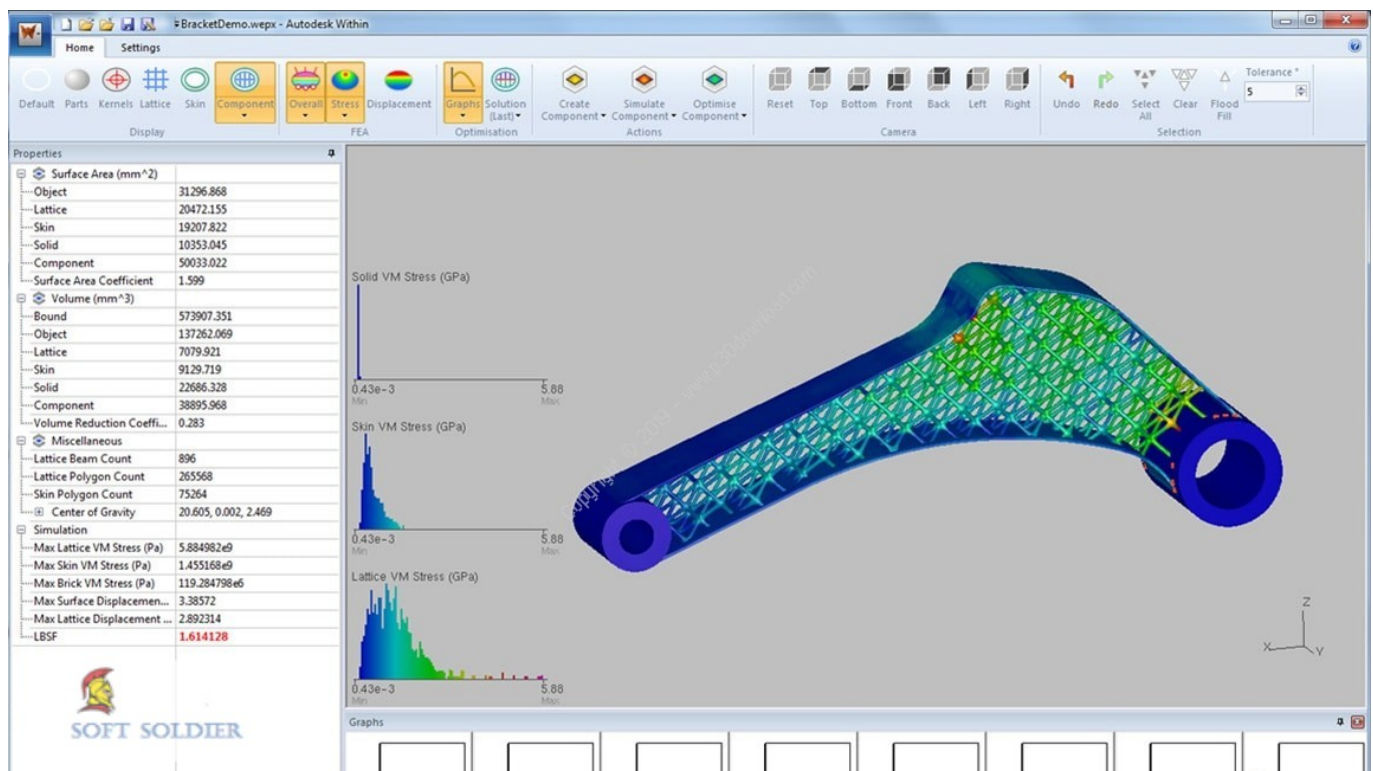 BracketDemo.wepx - Autodesk Within
Home Settings
Default Parts Kernels Lattice Skin Component Overall Stress Displacement Graphs Solution (Last) Create Component Simulate Component Optimise Component Reset Top Bottom Front Back Left Right Undo Redo Select All Clear Flood Fill Tolerance ° 5
Display FEA Optimisation Actions Camera Selection
Properties
Surface Area (mm^2)
Object 31296.868
Lattice 20472.155
Skin 19207.822
Solid 10353.045
Component 50033.022
Surface Area Coefficient 1.599
Volume (mm^3)
Bound 573907.351
Object 137262.069
Lattice 7079.921
Skin 9129.719
Solid 22686.328
Component 38895.968
Volume Reduction Coeffi... 0.283
Miscellaneous
Lattice Beam Count 896
Lattice Polygon Count 265568
Skin Polygon Count 75264
Center of Gravity 20.605, 0.002, 2.469
Simulation
Max Lattice VM Stress (Pa) 5.884982e9
Max Skin VM Stress (Pa) 1.455168e9
Max Brick VM Stress (Pa) 119.284798e6
Max Surface Displacemen... 3.38572
Max Lattice Displacement ... 2.892314
LBSF 1.614128
SOFT SOLDIER
Solid VM Stress (GPa)
0.43e-3 5.88
Min Max
Skin VM Stress (GPa)
0.43e-3 5.88
Min Max
Lattice VM Stress (GPa)
0.43e-3 5.88
Min Max
Copyright © 2013 - www.p30download.com
Z
X Y
Graphs